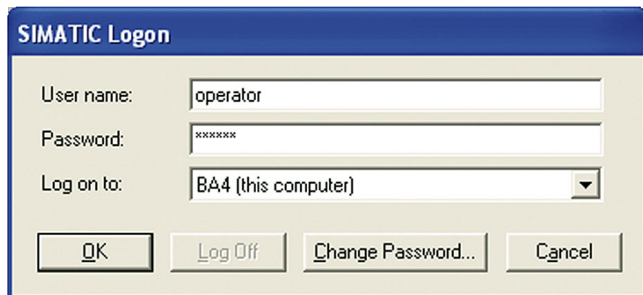 SIMATIC Logon
User name: operator
Password: ××××××
Log on to: BA4 (this computer)
OK Log Off Change Password... Cancel